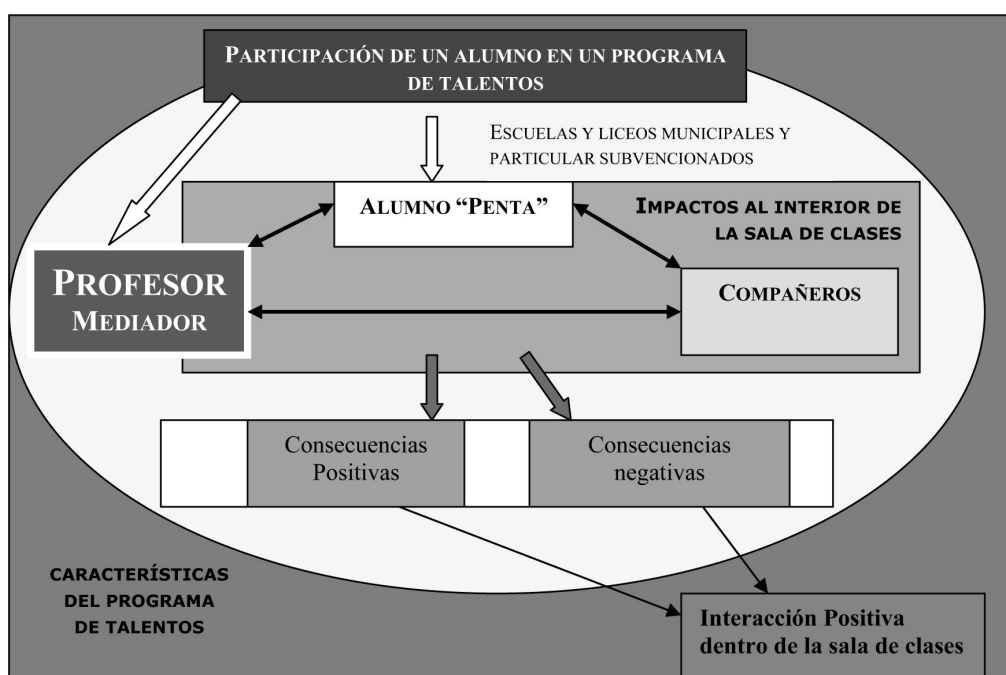 PARTICIPACIÓN DE UN ALUMNO EN UN PROGRAMA
DE TALENTOS
ESCUELAS Y LICEOS MUNICIPALES Y
PARTICULAR SUBVENCIONADOS
ALUMNO “PENTA”
IMPACTOS AL INTERIOR DE
LA SALA DE CLASES
PROFESOR
MEDIADOR
COMPAÑEROS
Consecuencias
Positivas
Consecuencias
negativas
CARACTERÍSTICAS
DEL PROGRAMA
DE TALENTOS
Interacción Positiva
dentro de la sala de clases